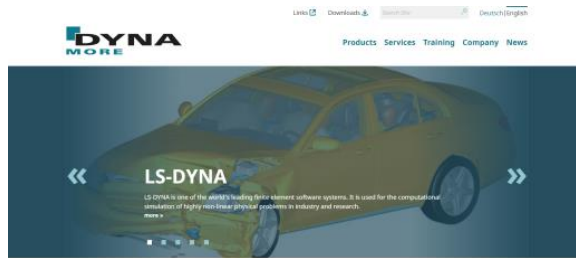 Links
Downloads
Search Site
Deutsch|English
DYNA
MORE
Products Services Training Company News
LS-DYNA
LS-DYNA is one of the world's leading finite element software systems. It is used for the computational
simulation of highly non-linear physical problems in industry and research.
more »